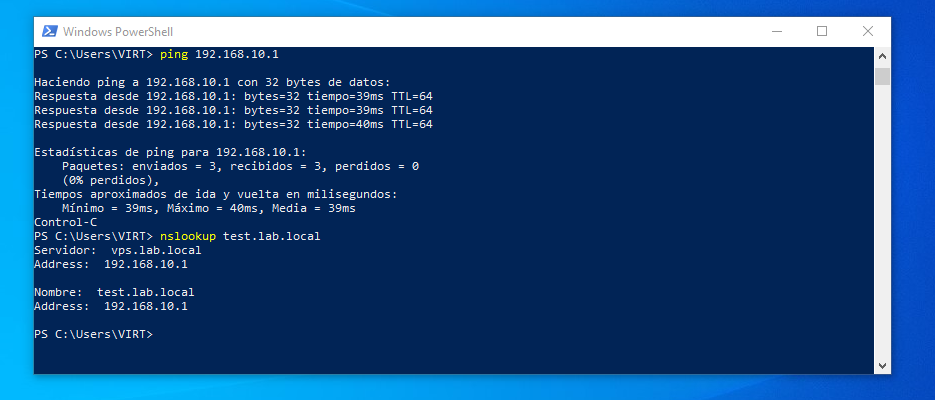 Windows PowerShell
PS C:\Users\VIRT> ping 192.168.10.1
Haciendo ping a 192.168.10.1 con 32 bytes de datos:
Respuesta desde 192.168.10.1: bytes=32 tiempo=39ms TTL=64
Respuesta desde 192.168.10.1: bytes=32 tiempo=39ms TTL=64
Respuesta desde 192.168.10.1: bytes=32 tiempo=40ms TTL=64
Estadísticas de ping para 192.168.10.1:
    Paquetes: enviados = 3, recibidos = 3, perdidos = 0
    (0% perdidos),
Tiempos aproximados de ida y vuelta en milisegundos:
    Mínimo = 39ms, Máximo = 40ms, Media = 39ms
Control-C
PS C:\Users\VIRT> nslookup test.lab.local
Servidor:  vps.lab.local
Address:  192.168.10.1
Nombre:  test.lab.local
Address:  192.168.10.1
PS C:\Users\VIRT>